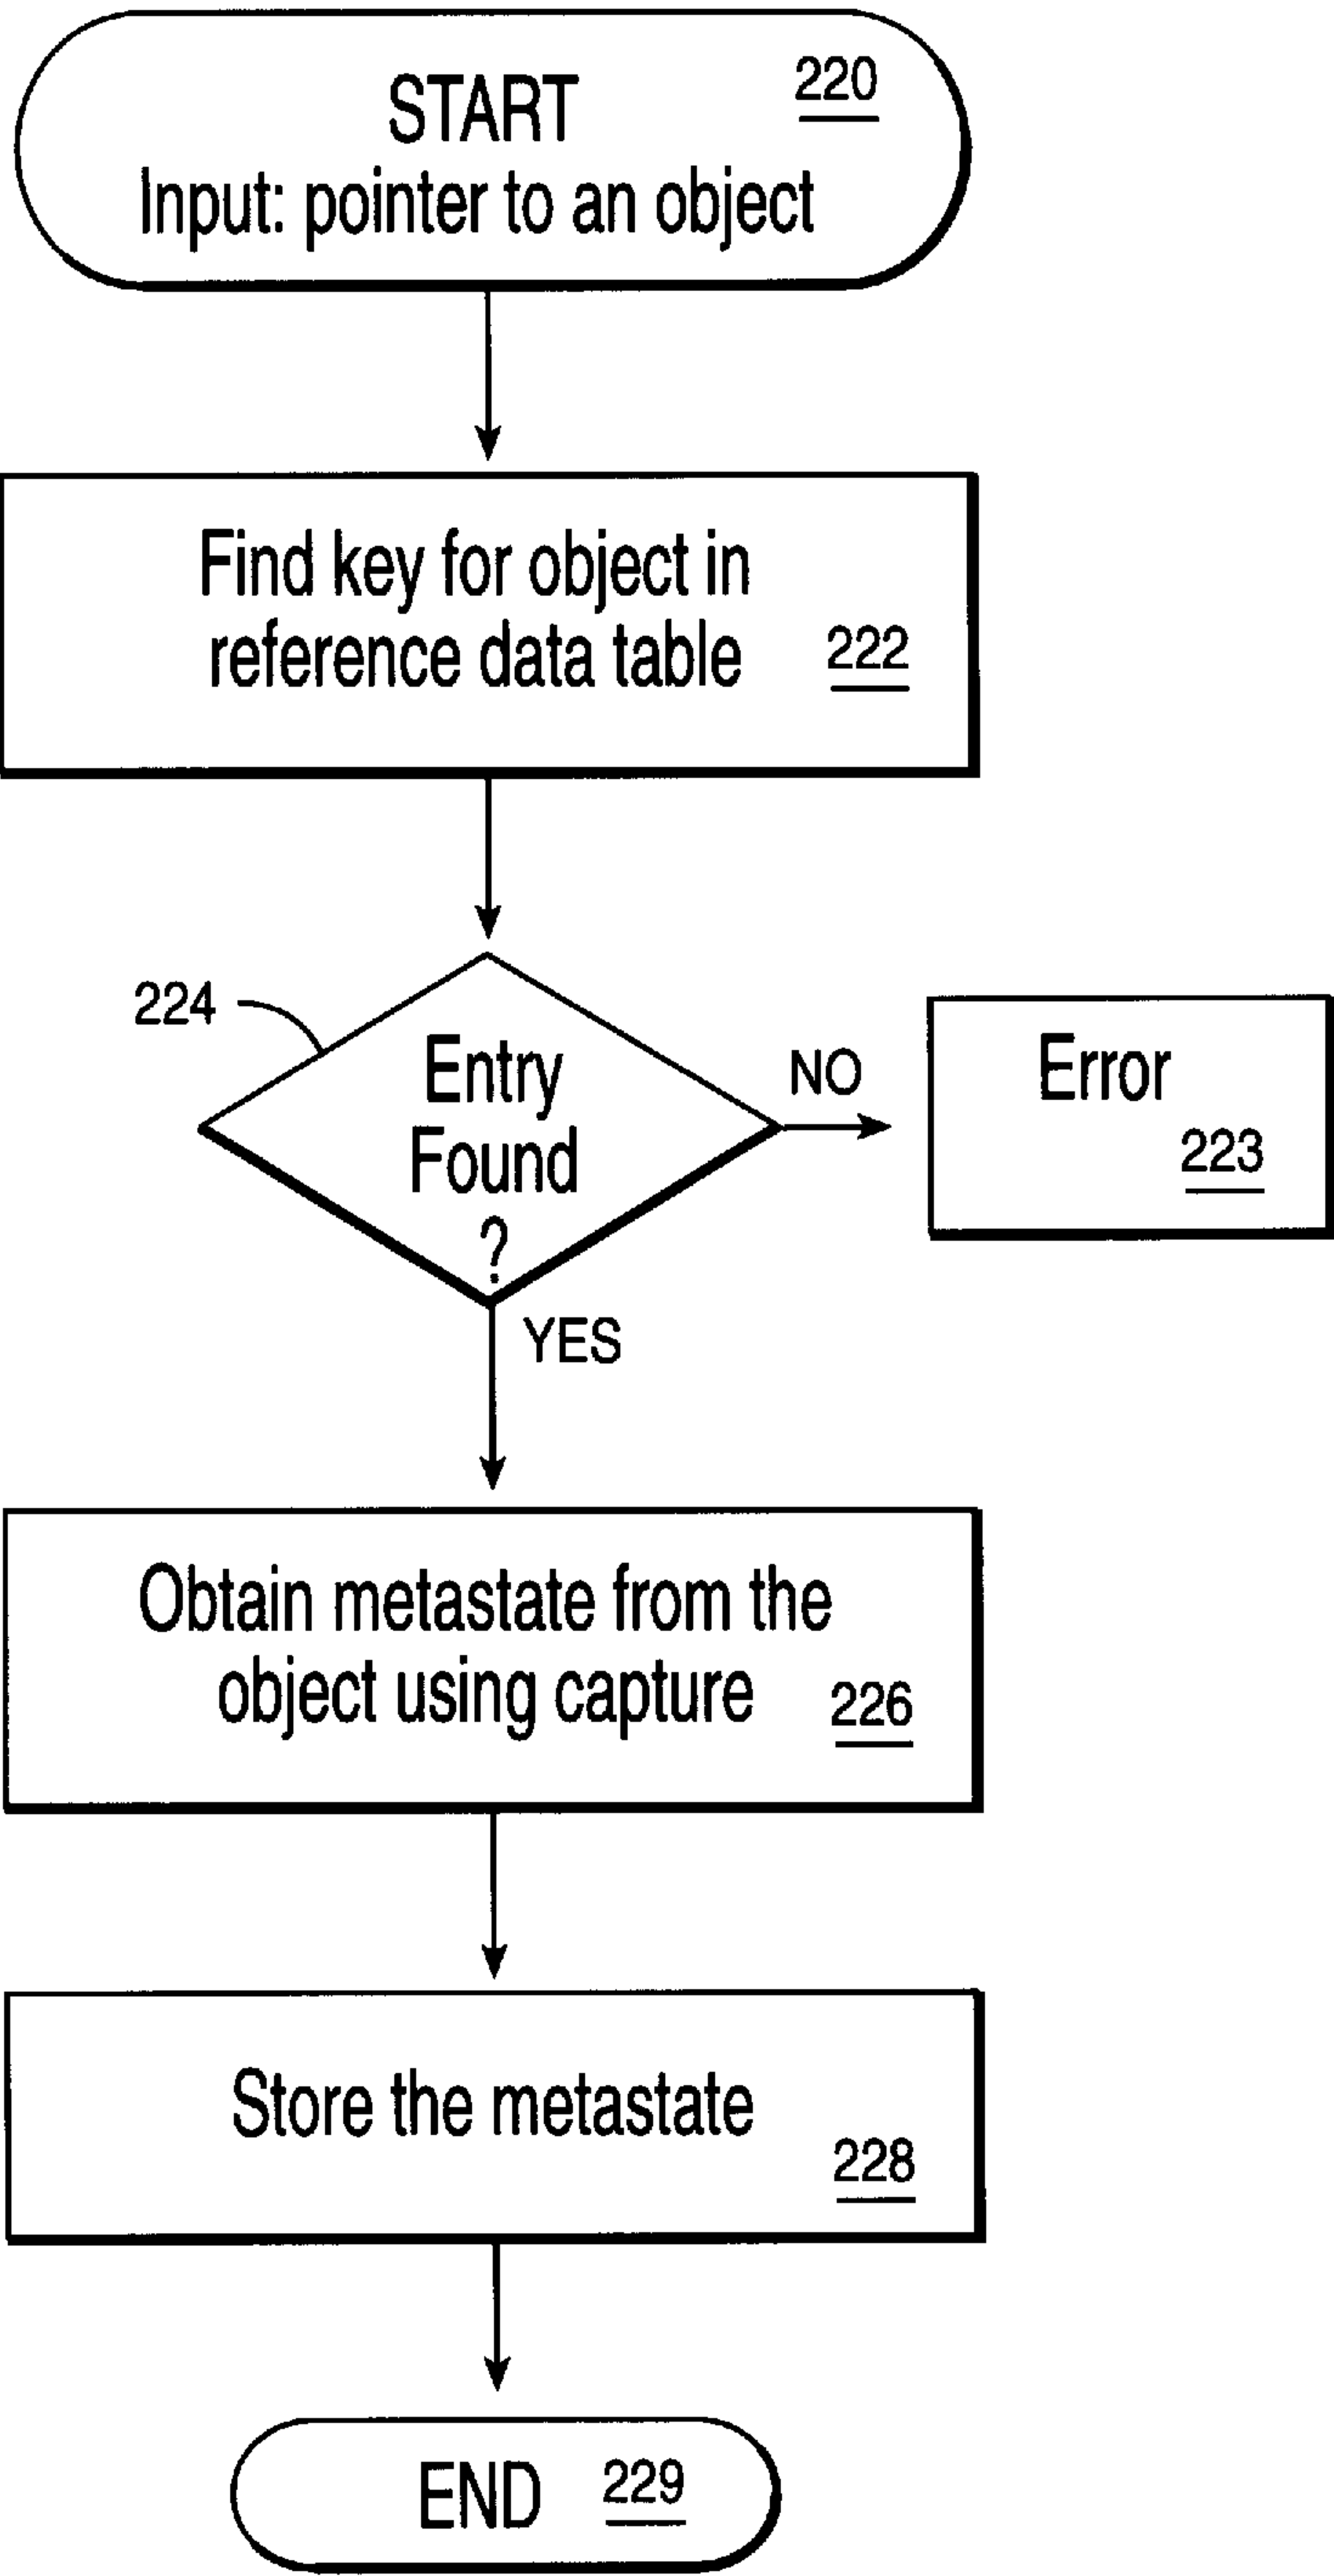 START
220
Input: pointer to an object
Find key for object in
reference data table
222
224
Entry
Found
?
NO
Error
223
YES
Obtain metastate from the
object using capture
226
Store the metastate
228
END
229